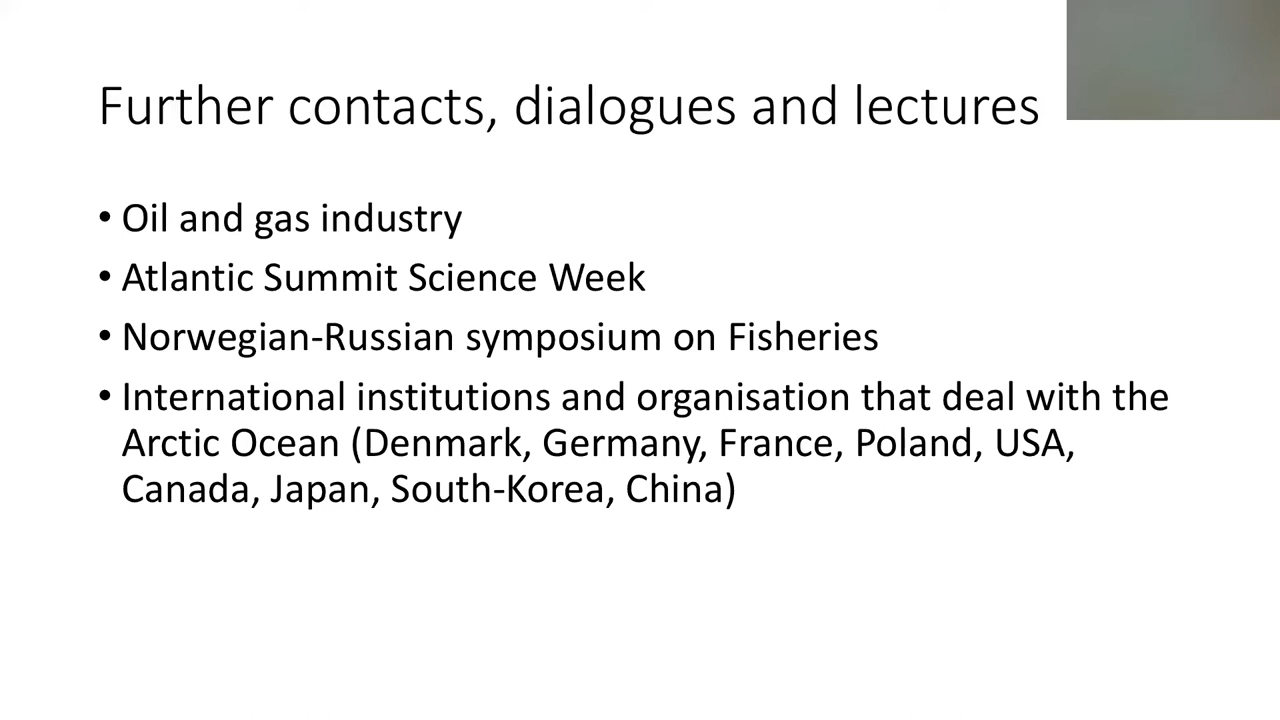 Further contacts, dialogues and lectures
• Oil and gas industry
• Atlantic Summit Science Week
• Norwegian-Russian symposium on Fisheries
• International institutions and organisation that deal with the
Arctic Ocean (Denmark, Germany, France, Poland, USA,
Canada, Japan, South-Korea, China)